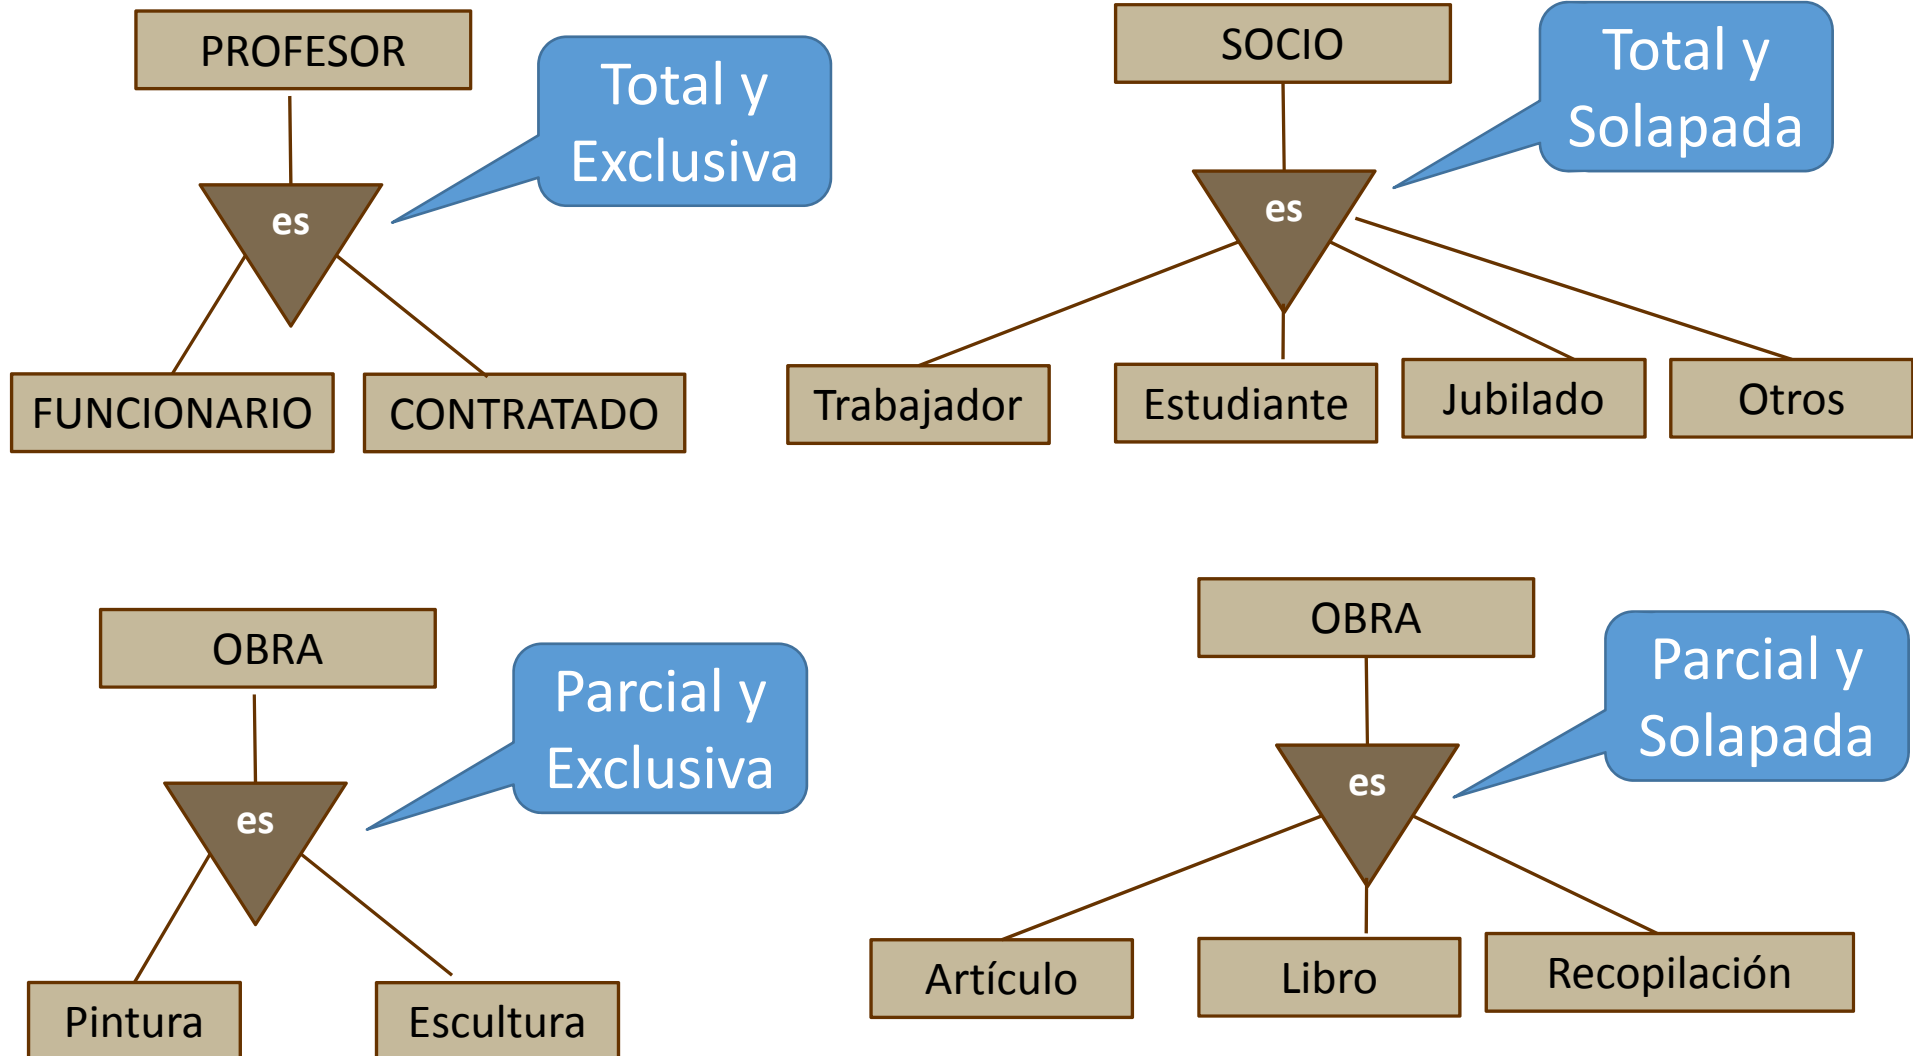 PROFESOR
Total y
Exclusiva
es
FUNCIONARIO
CONTRATADO
SOCIO
Total y
Solapada
es
Trabajador
Estudiante
Jubilado
Otros
OBRA
Parcial y
Exclusiva
es
Pintura
Escultura
OBRA
Parcial y
Solapada
es
Artículo
Libro
Recopilación